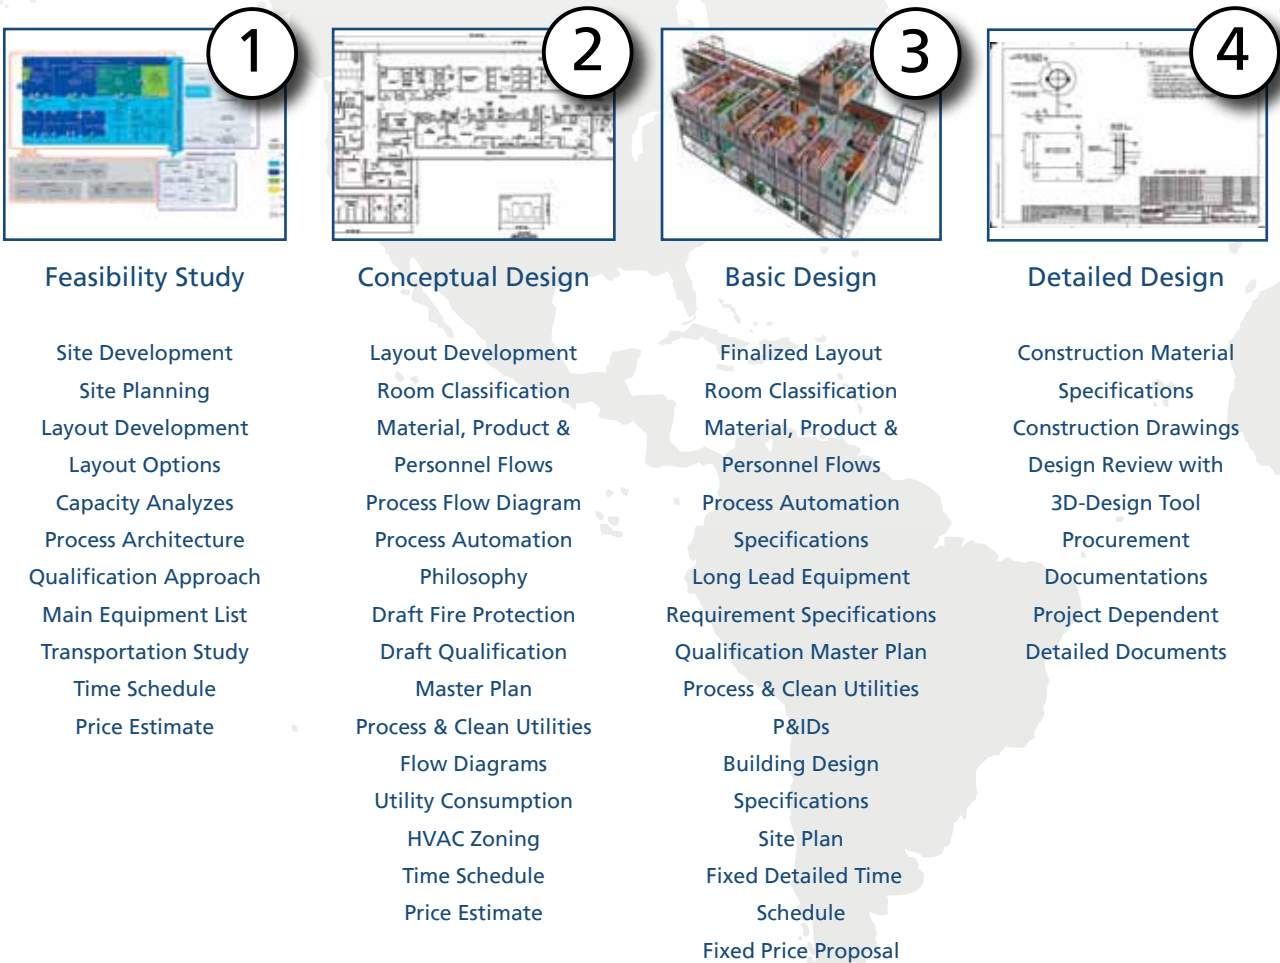 1
2
3
4
Feasibility Study
Site Development
Site Planning
Layout Development
Layout Options
Capacity Analyzes
Process Architecture
Qualification Approach
Main Equipment List
Transportation Study
Time Schedule
Price Estimate
Conceptual Design
Layout Development
Room Classification
Material, Product &
Personnel Flows
Process Flow Diagram
Process Automation
Philosophy
Draft Fire Protection
Draft Qualification
Master Plan
Process & Clean Utilities
Flow Diagrams
Utility Consumption
HVAC Zoning
Time Schedule
Price Estimate
Basic Design
Finalized Layout
Room Classification
Material, Product &
Personnel Flows
Process Automation
Specifications
Long Lead Equipment
Requirement Specifications
Qualification Master Plan
Process & Clean Utilities
P&IDs
Building Design
Specifications
Site Plan
Fixed Detailed Time
Schedule
Fixed Price Proposal
Detailed Design
Construction Material
Specifications
Construction Drawings
Design Review with
3D-Design Tool
Procurement
Documentations
Project Dependent
Detailed Documents